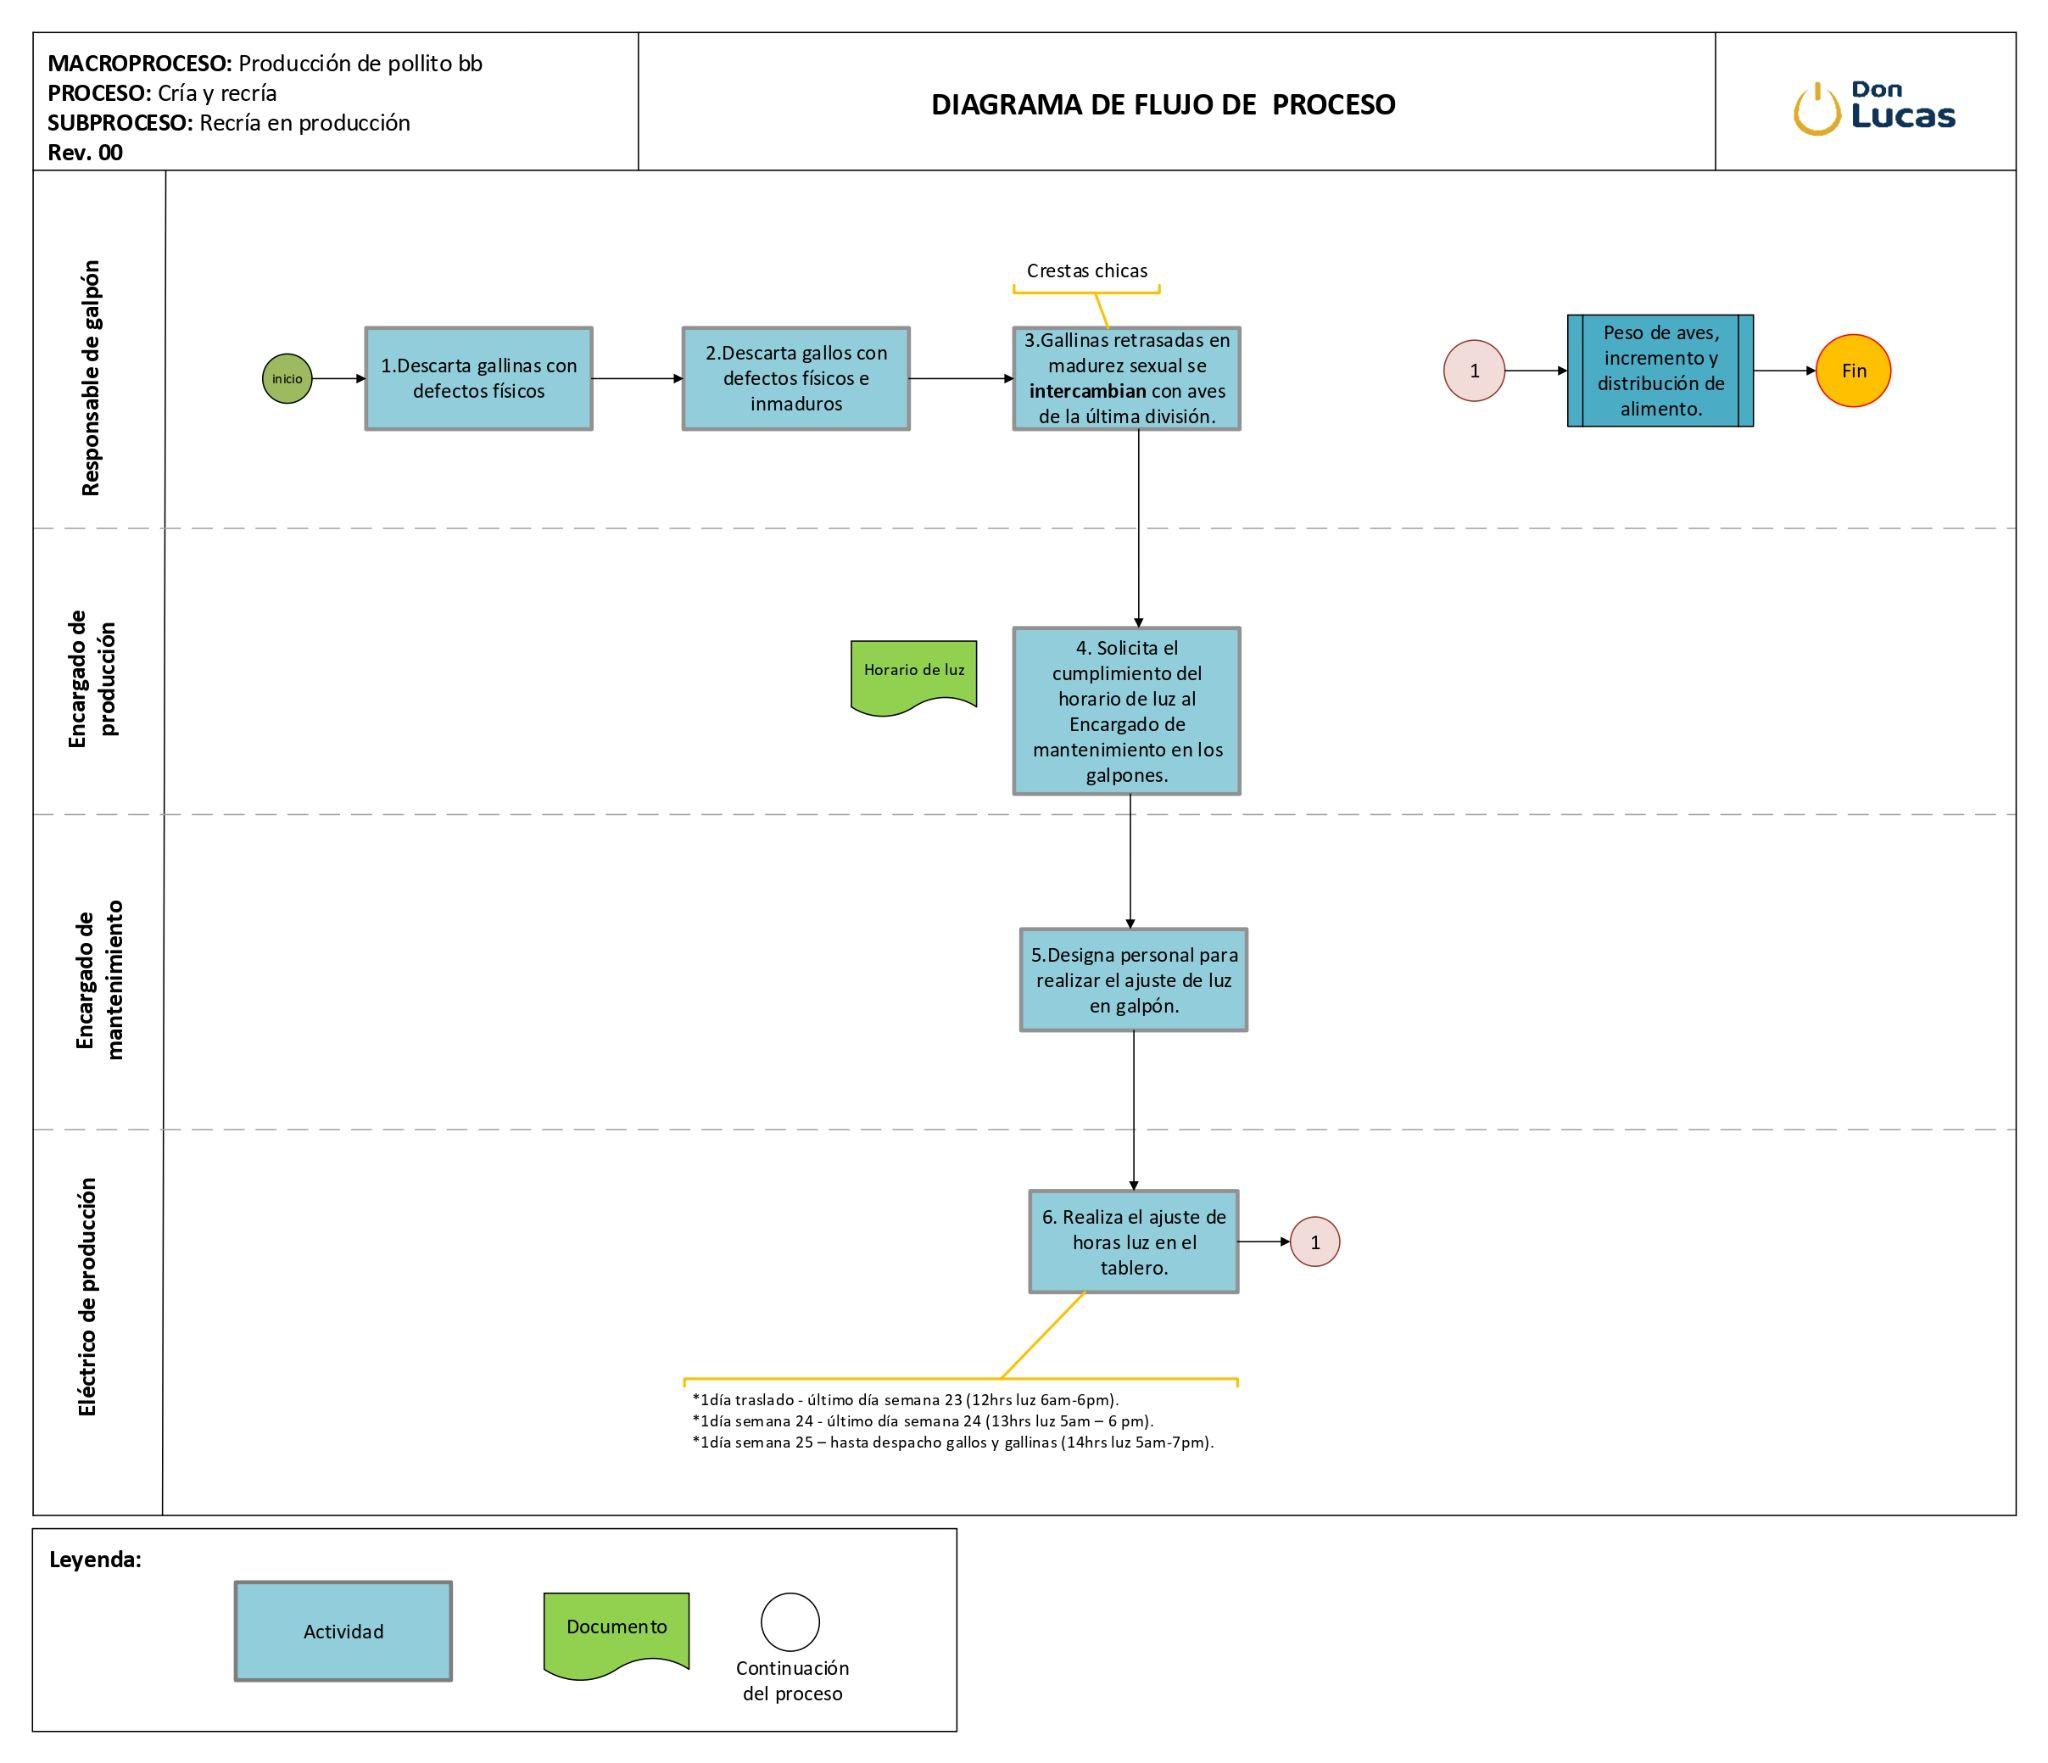 MACROPROCESO: Producción de pollito bb
PROCESO: Cría y recría
SUBPROCESO: Recría en producción
Rev. 00
DIAGRAMA DE FLUJO DE  PROCESO
Don
Lucas
Responsable de galpón
inicio
1.Descarta gallinas con
defectos físicos
2.Descarta gallos con
defectos físicos e
inmaduros
Crestas chicas
3.Gallinas retrasadas en
madurez sexual se
intercambian con aves
de la última división.
1
Peso de aves,
incremento y
distribución de
alimento.
Fin
Encargado de
producción
Horario de luz
4. Solicita el
cumplimiento del
horario de luz al
Encargado de
mantenimiento en los
galpones.
Encargado de
mantenimiento
5.Designa personal para
realizar el ajuste de luz
en galpón.
Eléctrico de producción
6. Realiza el ajuste de
horas luz en el
tablero.
1
*1día traslado - último día semana 23 (12hrs luz 6am-6pm).
*1día semana 24 - último día semana 24 (13hrs luz 5am – 6 pm).
*1día semana 25 – hasta despacho gallos y gallinas (14hrs luz 5am-7pm).
Leyenda:
Actividad
Documento
Continuación
del proceso